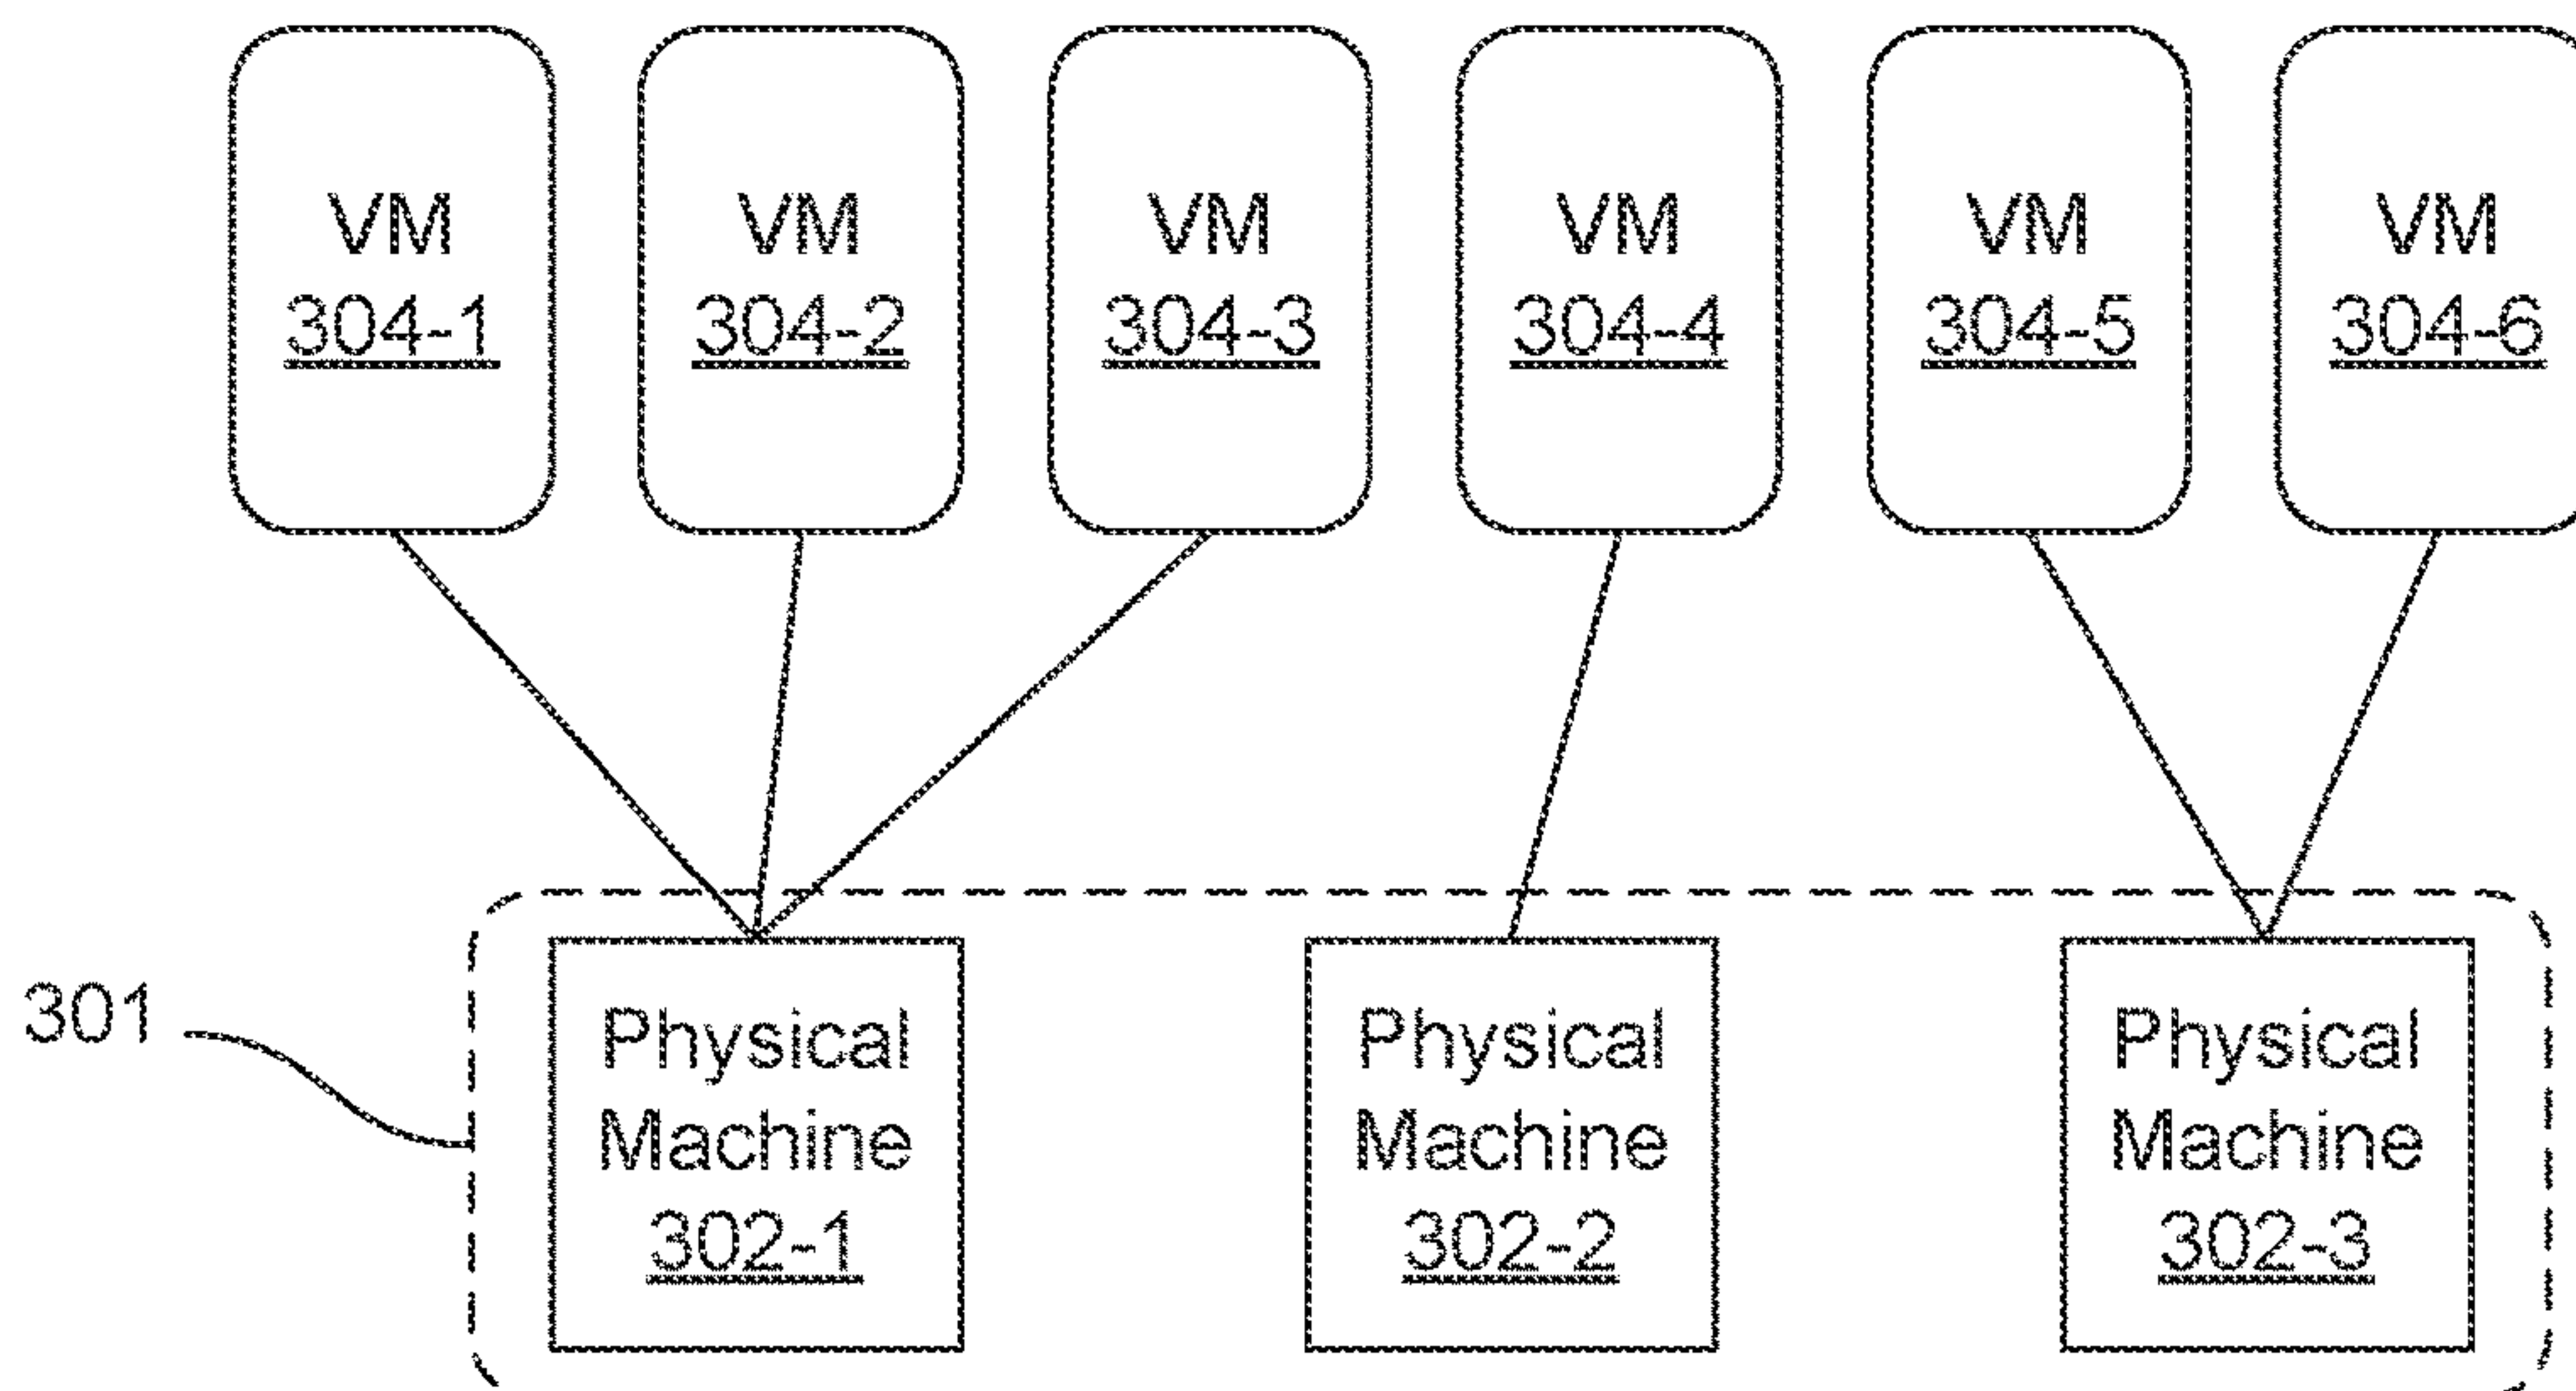 VM
304-1
VM
304-2
VM
304-3
VM
304-4
VM
304-5
VM
304-6
301
Physical
Machine
302-1
Physical
Machine
302-2
Physical
Machine
302-3